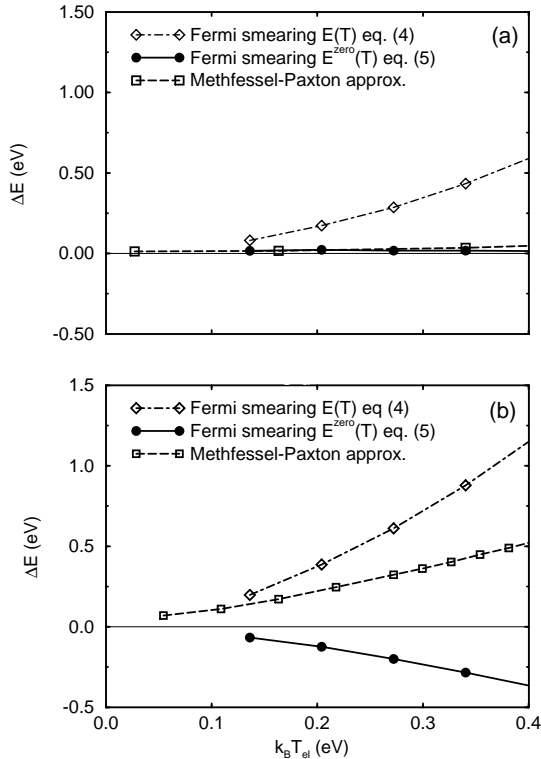 1.50
(a)
Fermi smearing E(T) eq. (4)
Fermi smearing E^zero(T) eq. (5)
Methfessel-Paxton approx.
1.00
ΔE (eV)
0.50
0.00
-0.50
1.5
(b)
Fermi smearing E(T) eq (4)
Fermi smearing E^zero(T) eq. (5)
Methfessel-Paxton approx.
1.0
ΔE (eV)
0.5
0.0
-0.5
0.0 0.1 0.2 0.3 0.4
k_BT_el (eV)